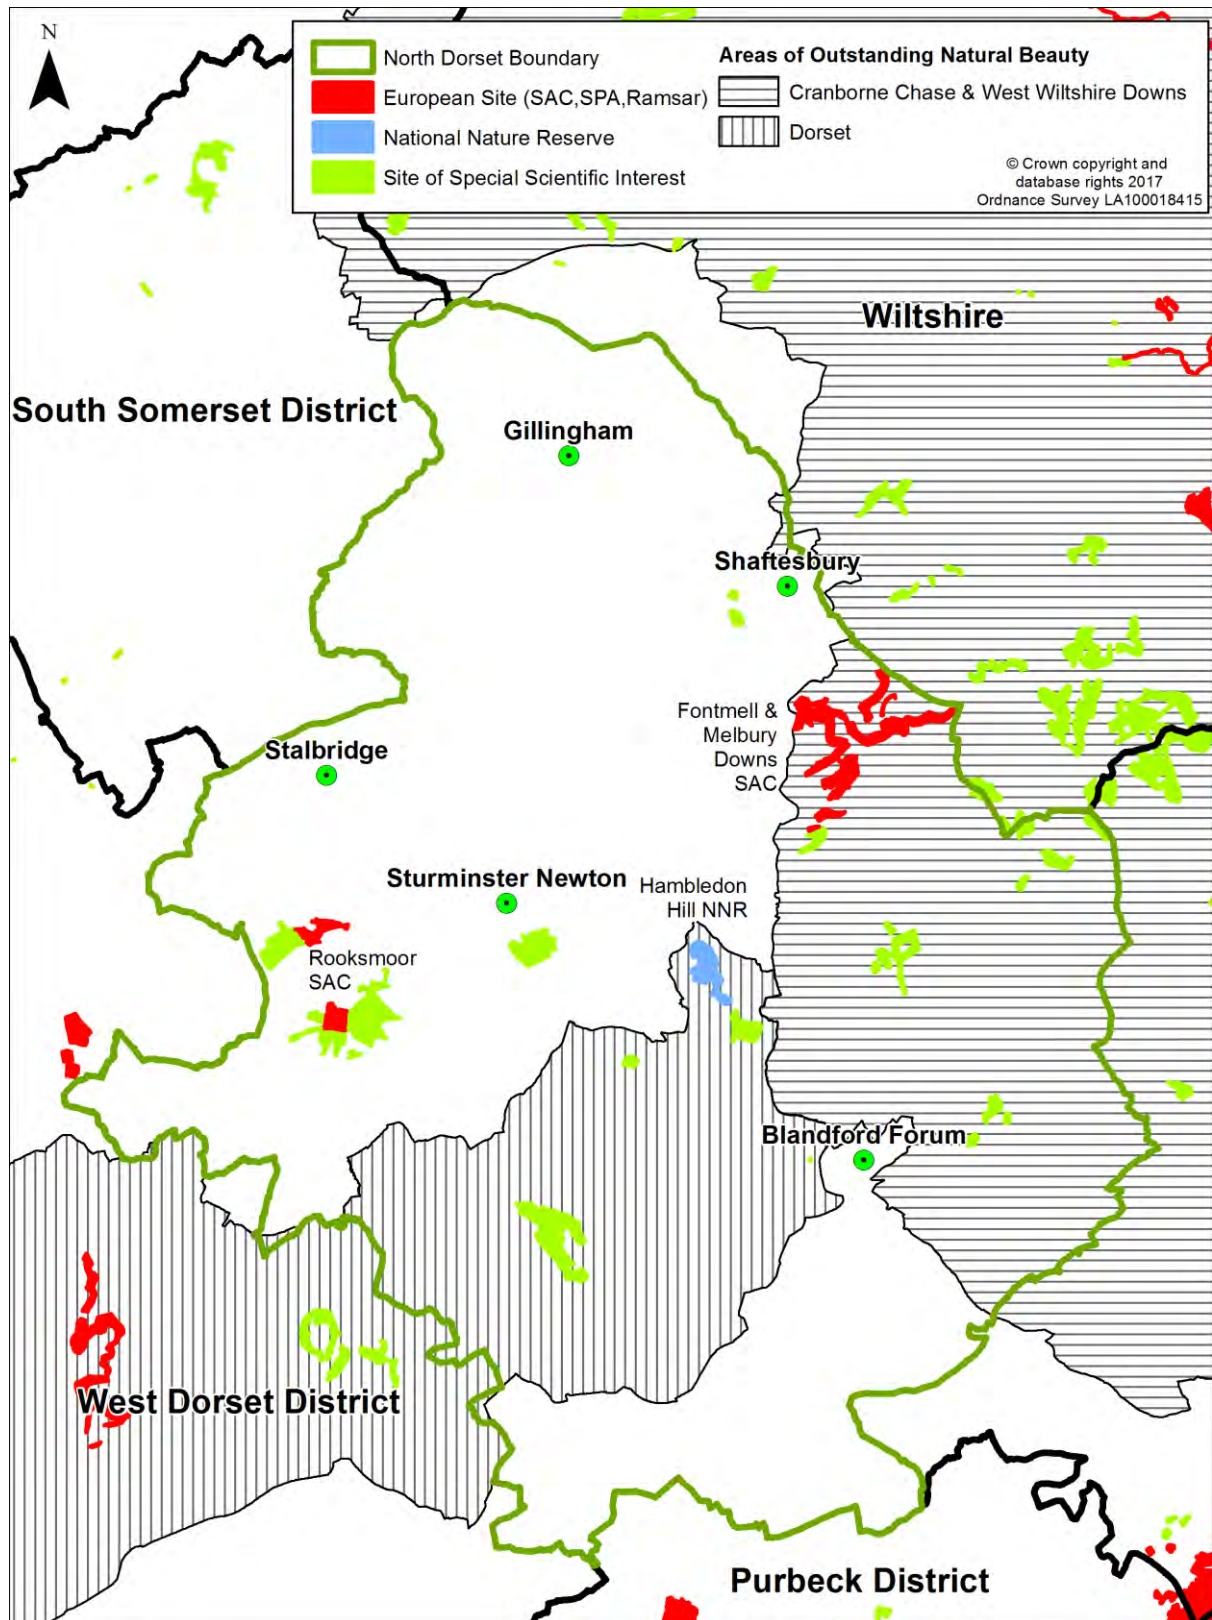 N
North Dorset Boundary
European Site (SAC,SPA,Ramsar)
National Nature Reserve
Site of Special Scientific Interest
Areas of Outstanding Natural Beauty
Cranborne Chase & West Wiltshire Downs
Dorset
© Crown copyright and
database rights 2017
Ordnance Survey LA100018415
Wiltshire
South Somerset District
Gillingham
Shaftesbury
Fontmell &
Melbury
Downs
SAC
Stalbridge
Sturminster Newton
Hambledon
Hill NNR
Rooksmoor
SAC
Blandford Forum
West Dorset District
Purbeck District